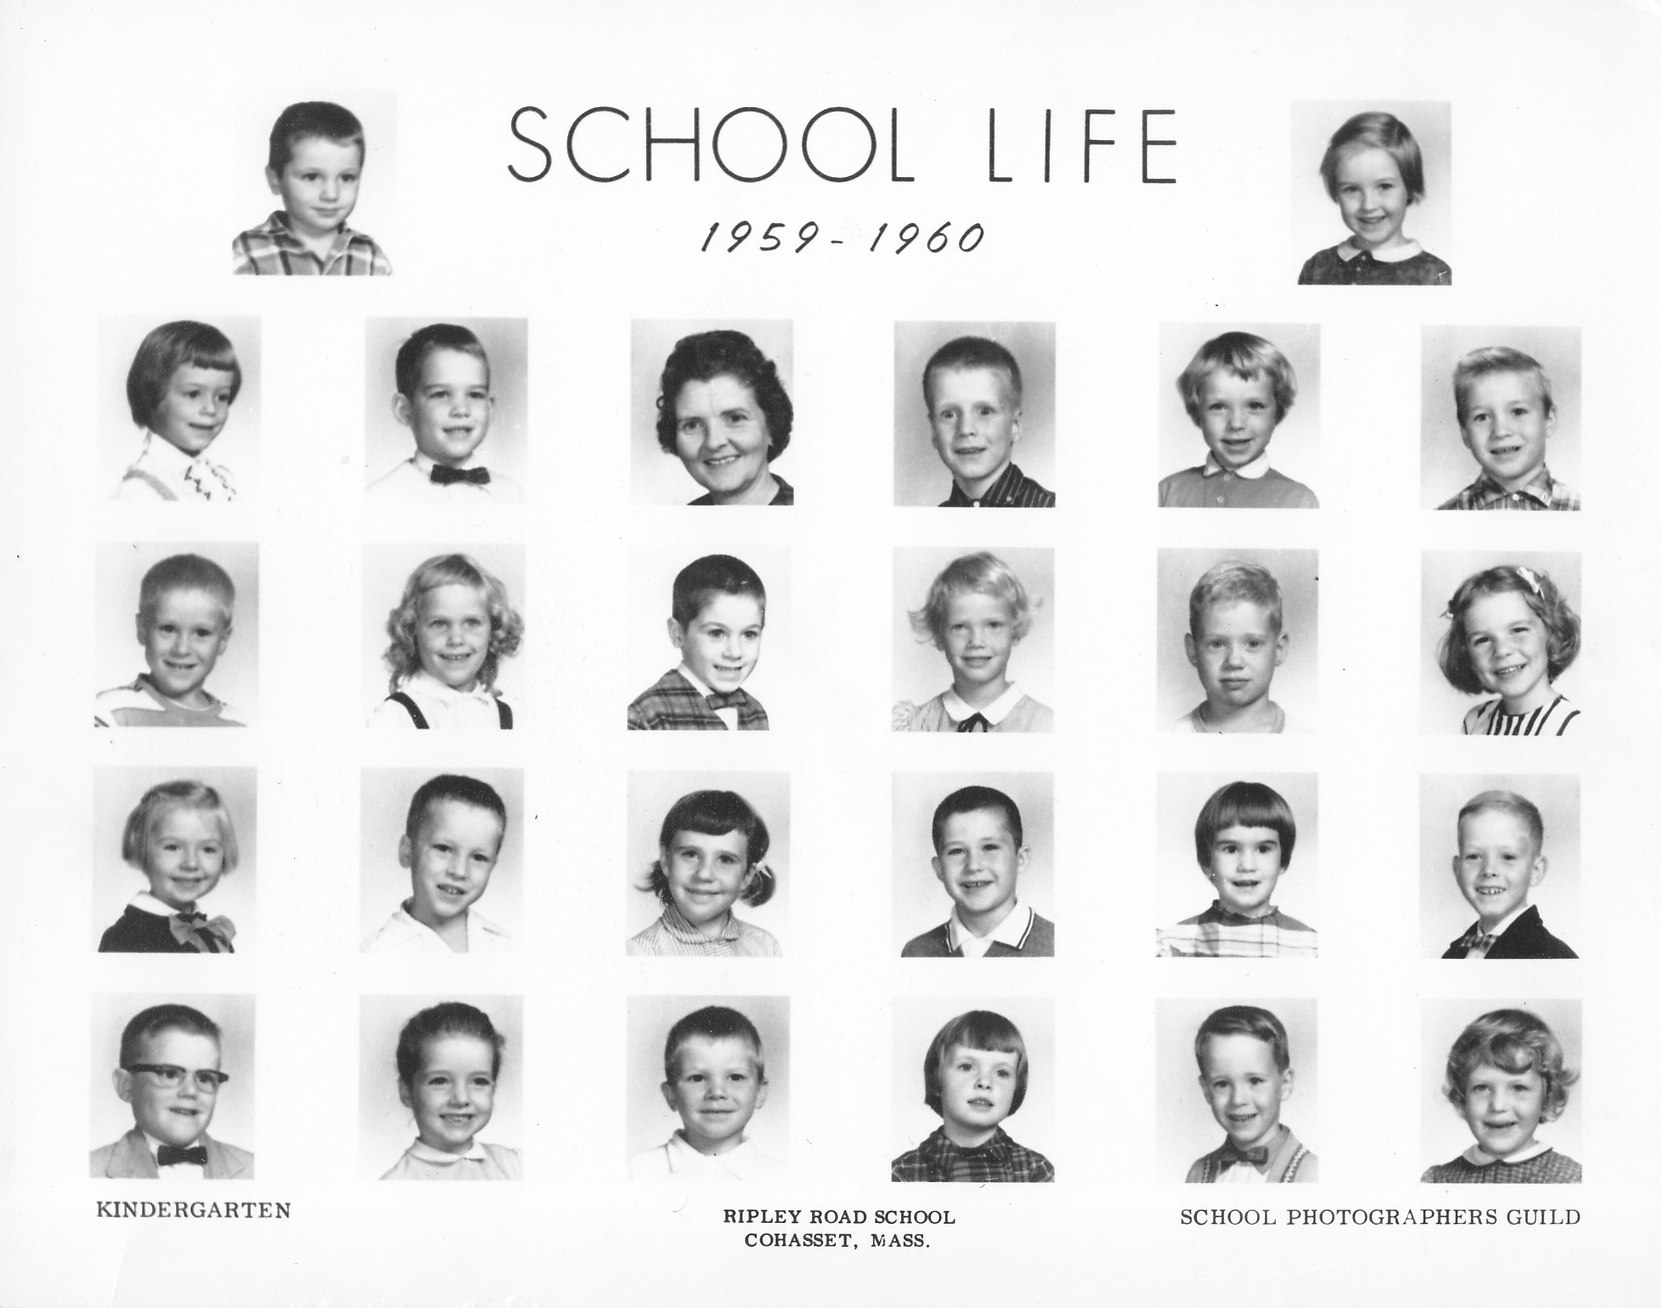 SCHOOL LIFE
1959-1960
KINDERGARTEN
RIPLEY ROAD SCHOOL
COHASSET, MASS.
SCHOOL PHOTOGRAPHERS GUILD